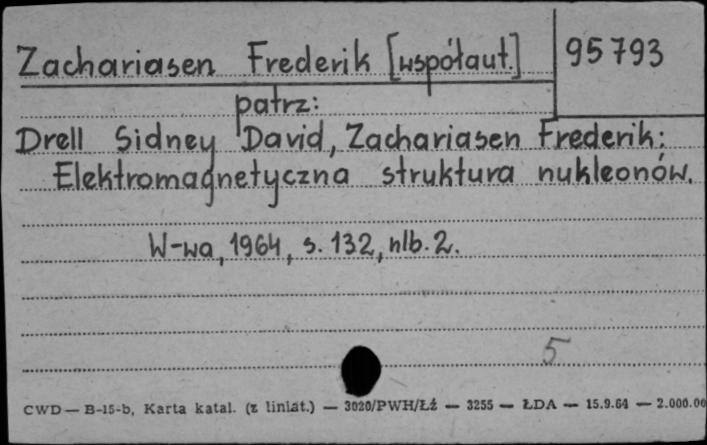 Zachariasen Frederik [współaut.] 95793
patrz:
Drell Sidney David, Zachariasen Frederik:
Elektromagnetyczna struktura nukleonów.
W-wa, 1964, s. 132, nlb. 2.
5
CWD — B-15-b, Karta katal. (z liniat.) — 3020/PWH/Łż — 3255 — ŁDA — 15.9.64 — 2.000.00